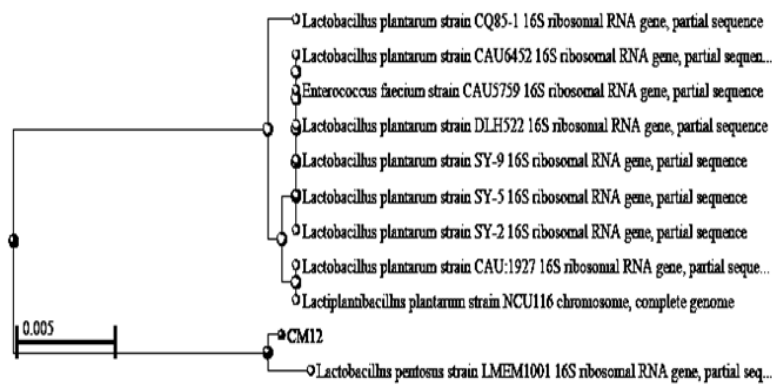 Lactobacillus plantarum strain CQ85-1 16S ribosomal RNA gene, partial sequence
Lactobacillus plantarum strain CAU6452 16S ribosomal RNA gene, partial sequen...
Enterococcus faecium strain CAU5759 16S ribosomal RNA gene, partial sequence
Lactobacillus plantarum strain DLH522 16S ribosomal RNA gene, partial sequence
Lactobacillus plantarum strain SY-9 16S ribosomal RNA gene, partial sequence
Lactobacillus plantarum strain SY-5 16S ribosomal RNA gene, partial sequence
Lactobacillus plantarum strain SY-2 16S ribosomal RNA gene, partial sequence
Lactobacillus plantarum strain CAU:1927 16S ribosomal RNA gene, partial seque...
Lactiplantibacillus plantarum strain NCU116 chromosome, complete genome
0.005
CM12
Lactobacillus pentosus strain LMEM1001 16S ribosomal RNA gene, partial seq...